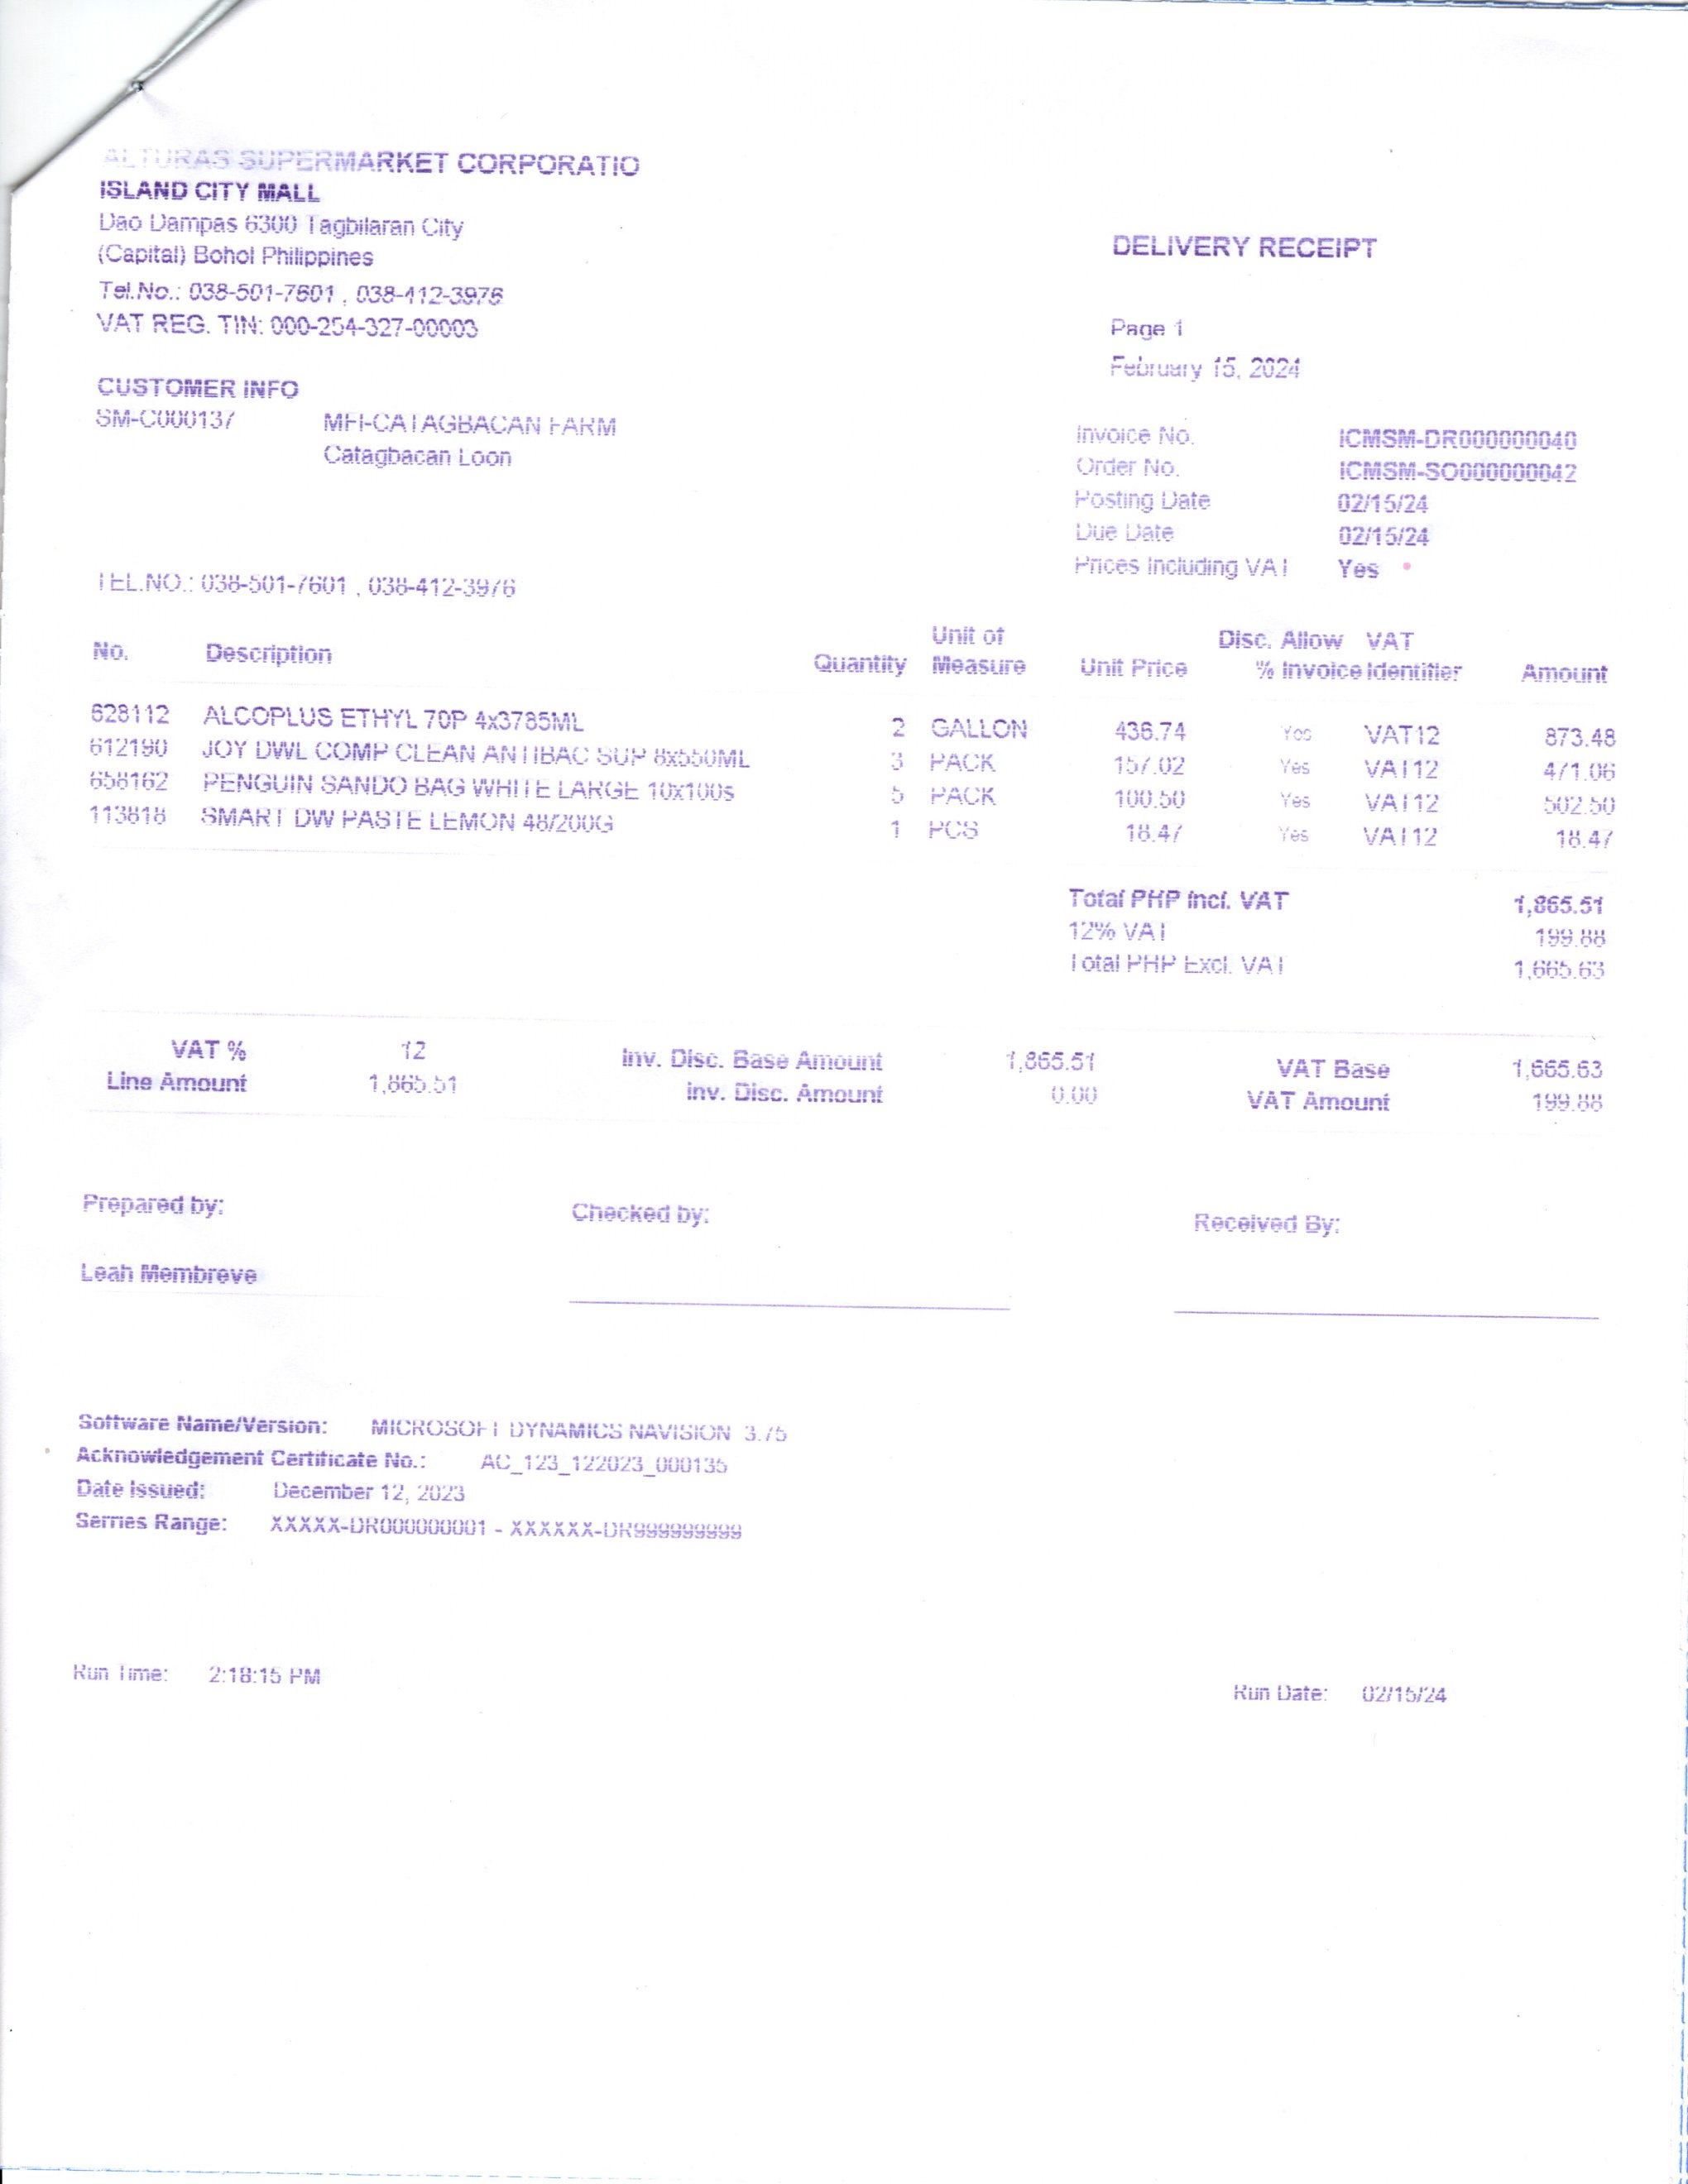 ALTURAS SUPERMARKET CORPORATIO
ISLAND CITY MALL
Dao Dampas 6300 Tagbilaran City
(Capital) Bohol Philippines
Tel.No.: 038-501-7601 , 038-412-3976
VAT REG. TIN: 000-254-327-00003
DELIVERY RECEIPT
Page 1
February 15, 2024
CUSTOMER INFO
SM-C000137 MFI-CATAGBACAN FARM
Catagbacan Loon
TEL.NO.: 038-501-7601 , 038-412-3976
Invoice No. ICMSM-DR000000040
Order No. ICMSM-SO000000042
Posting Date 02/15/24
Due Date 02/15/24
Prices Including VAT Yes
No. Description Quantity Unit of Measure Unit Price Disc. % Allow Invoice VAT Identifier Amount
628112 ALCOPLUS ETHYL 70P 4x3785ML 2 GALLON 436.74 Yes VAT12 873.48
612190 JOY DWL COMP CLEAN ANTIBAC SUP 8x550ML 3 PACK 157.02 Yes VAT12 471.06
658162 PENGUIN SANDO BAG WHITE LARGE 10x100s 5 PACK 100.50 Yes VAT12 502.50
113818 SMART DW PASTE LEMON 48/200G 1 PCS 18.47 Yes VAT12 18.47
Total PHP Incl. VAT 1,865.51
12% VAT 199.88
Total PHP Excl. VAT 1,665.63
VAT % 12 Inv. Disc. Base Amount 1,865.51 VAT Base 1,665.63
Line Amount 1,865.51 Inv. Disc. Amount 0.00 VAT Amount 199.88
Prepared by: Checked by: Received By:
Leah Membreve
Software Name/Version: MICROSOFT DYNAMICS NAVISION 3.75
Acknowledgement Certificate No.: AC_123_122023_000135
Date Issued: December 12, 2023
Serries Range: XXXXX-DR000000001 - XXXXXX-DR999999999
Run Time: 2:18:15 PM
Run Date: 02/15/24